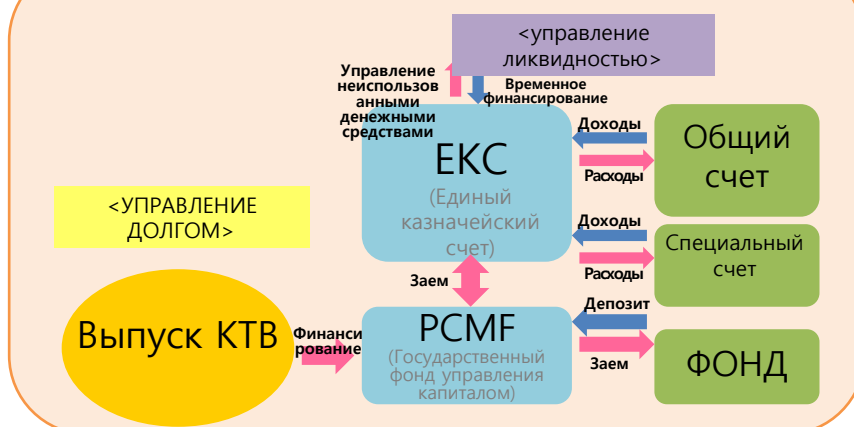 <управление
ликвидностью>
Управление
неиспользов
анными
денежными
средствами
Временное
финансирование
ЕКС
(Единый
казначейский
счет)
Доходы
Расходы
Общий
счет
<УПРАВЛЕНИЕ
ДОЛГОМ>
Доходы
Расходы
Специальный
счет
Заем
Выпуск КТВ
Финанси
рование
PCMF
(Государственный
фонд управления
капиталом)
Депозит
Заем
ФОНД